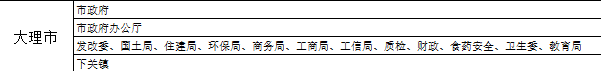 大理市
市政府
市政府办公厅
发改委、国土局、住建局、环保局、商务局、工商局、工信局、质检、财政、食药安全、卫生委、教育局
下关镇